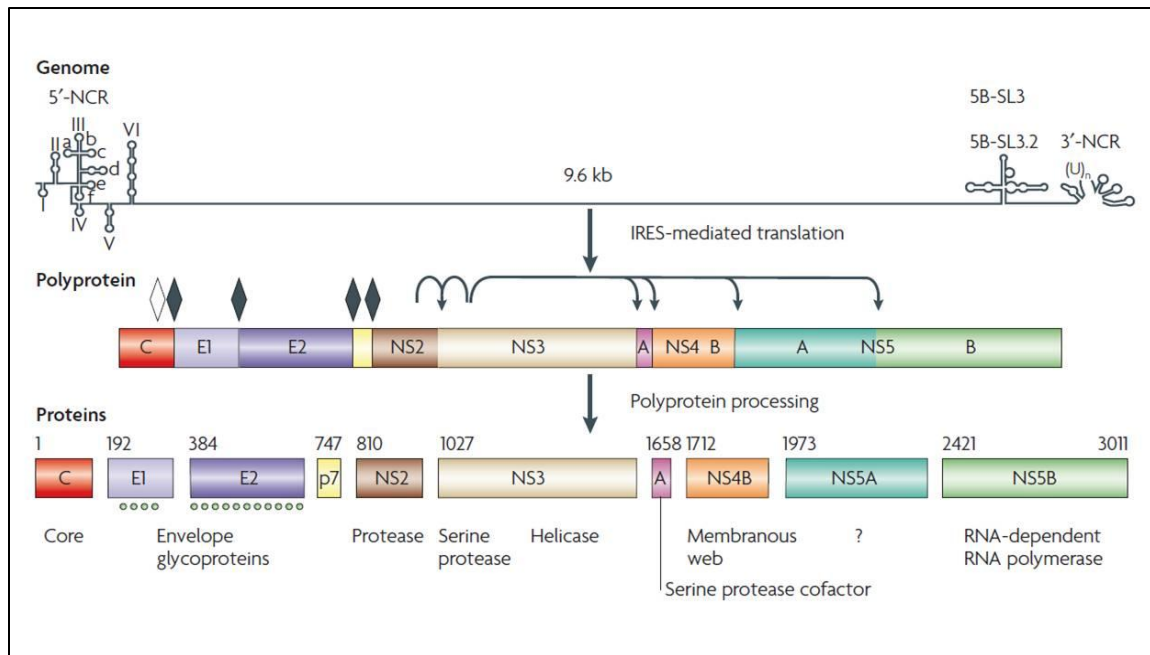 Genome
5′-NCR
5B-SL3
III
VI
II
a
b
c
d
e
f
I
IV
V
5B-SL3.2
3′-NCR
(U)n
9.6 kb
IRES-mediated translation
Polyprotein
C
E1
E2
NS2
NS3
A
NS4 B
A
NS5
B
Polyprotein processing
Proteins
1 192 384 747 810 1027 1658 1712 1973 2421 3011
C
E1
E2
p7
NS2
NS3
A
NS4B
NS5A
NS5B
Core
Envelope
glycoproteins
Protease
Serine
protease
Helicase
Membranous
web
?
RNA-dependent
RNA polymerase
Serine protease cofactor